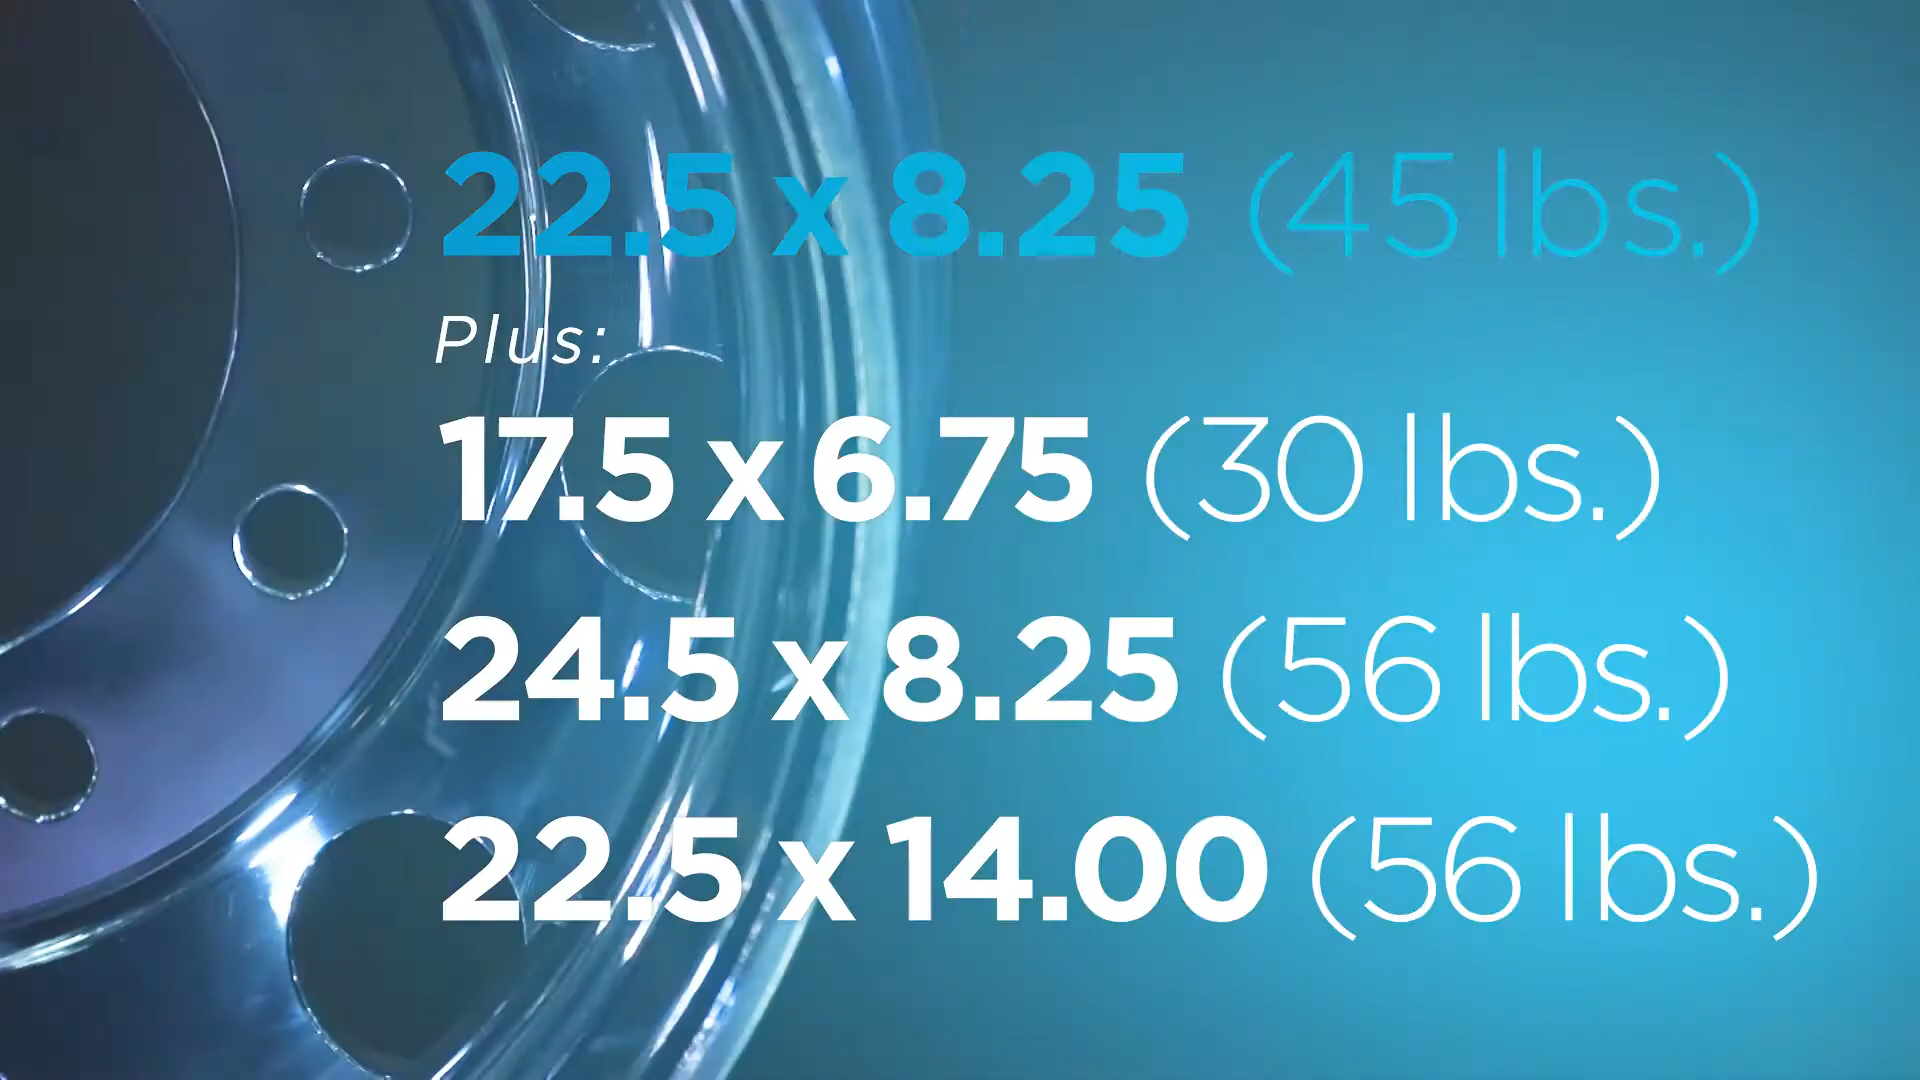 22.5 x 8.25 (45 lbs.)
Plus:
17.5 x 6.75 (30 lbs.)
24.5 x 8.25 (56 lbs.)
22.5 x 14.00 (56 lbs.)